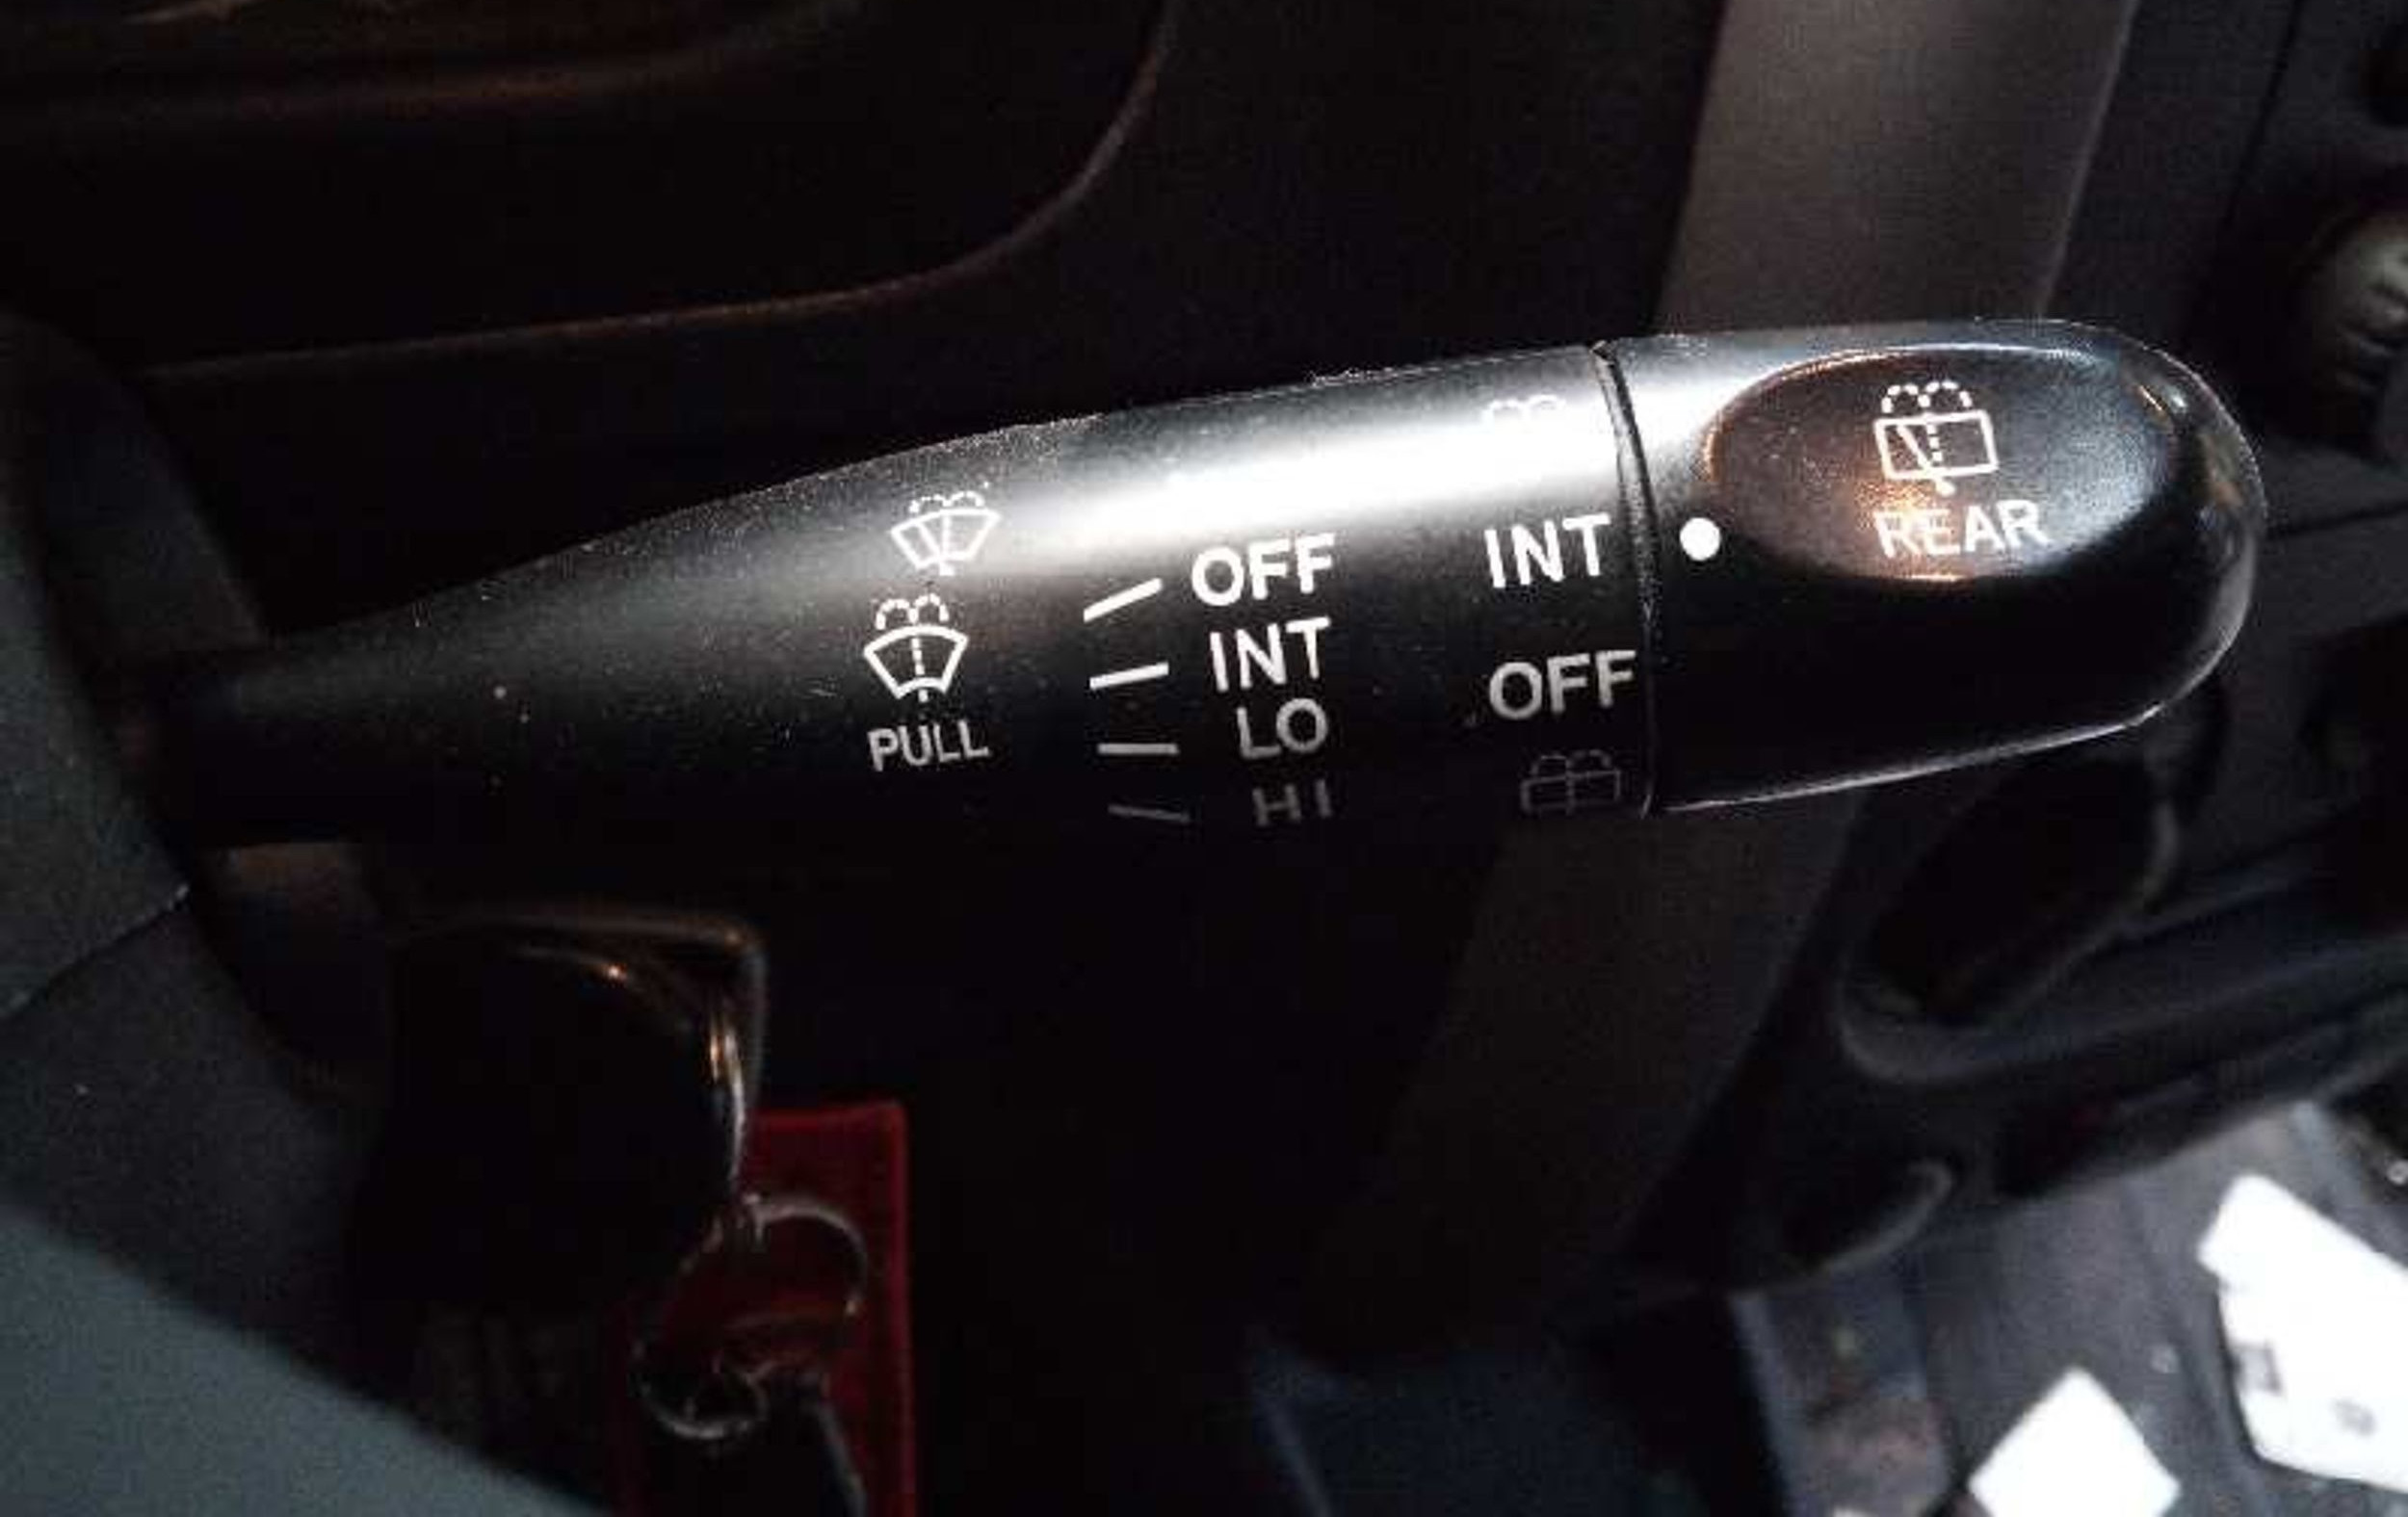 REAR
OFF
INT
LO
HI
INT
OFF
PULL